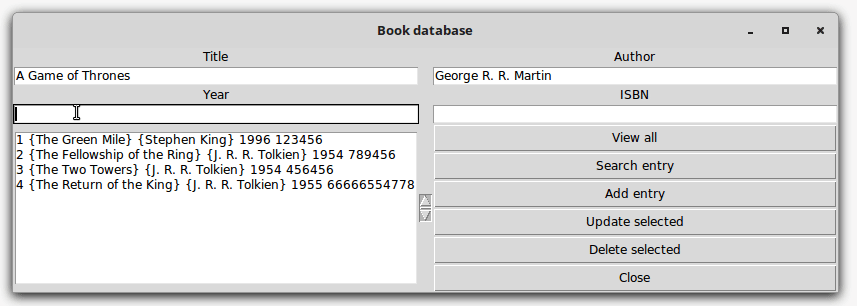 Book database
Title
Author
A Game of Thrones
George R. R. Martin
Year
ISBN
1 {The Green Mile} {Stephen King} 1996 123456
2 {The Fellowship of the Ring} {J. R. R. Tolkien} 1954 789456
3 {The Two Towers} {J. R. R. Tolkien} 1954 456456
4 {The Return of the King} {J. R. R. Tolkien} 1955 66666554778
View all
Search entry
Add entry
Update selected
Delete selected
Close